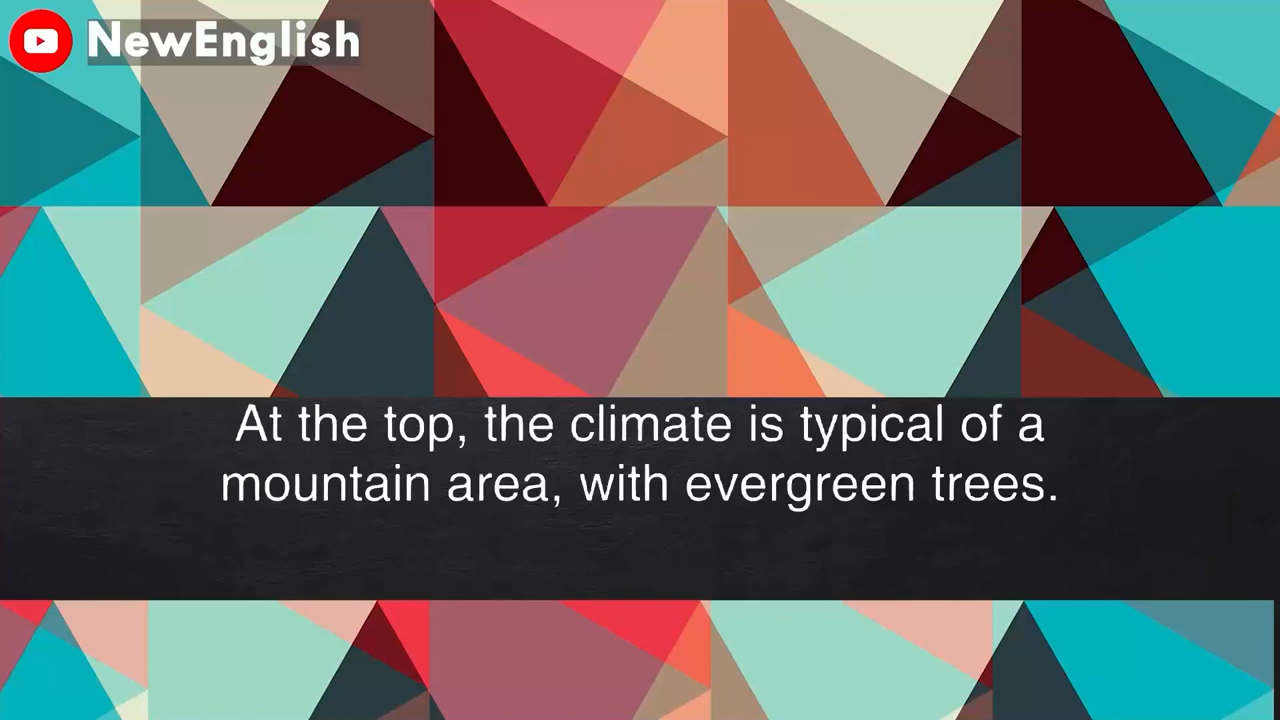 NewEnglish
At the top, the climate is typical of a
mountain area, with evergreen trees.